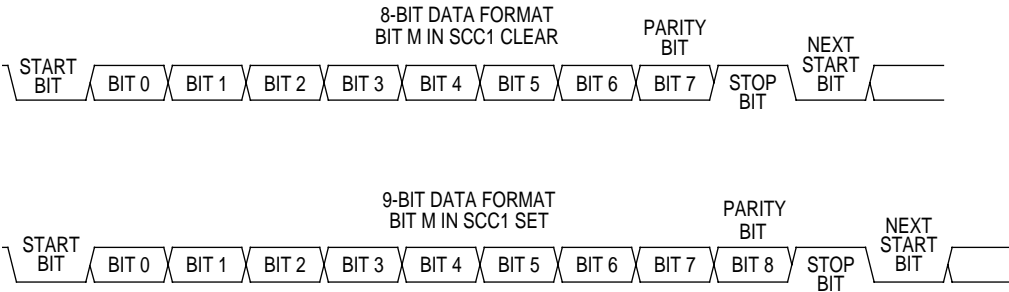 8-BIT DATA FORMAT
BIT M IN SCC1 CLEAR
PARITY
BIT
NEXT
START
BIT
START
BIT
BIT 0
BIT 1
BIT 2
BIT 3
BIT 4
BIT 5
BIT 6
BIT 7
STOP
BIT
9-BIT DATA FORMAT
BIT M IN SCC1 SET
PARITY
BIT
NEXT
START
BIT
START
BIT
BIT 0
BIT 1
BIT 2
BIT 3
BIT 4
BIT 5
BIT 6
BIT 7
BIT 8
STOP
BIT